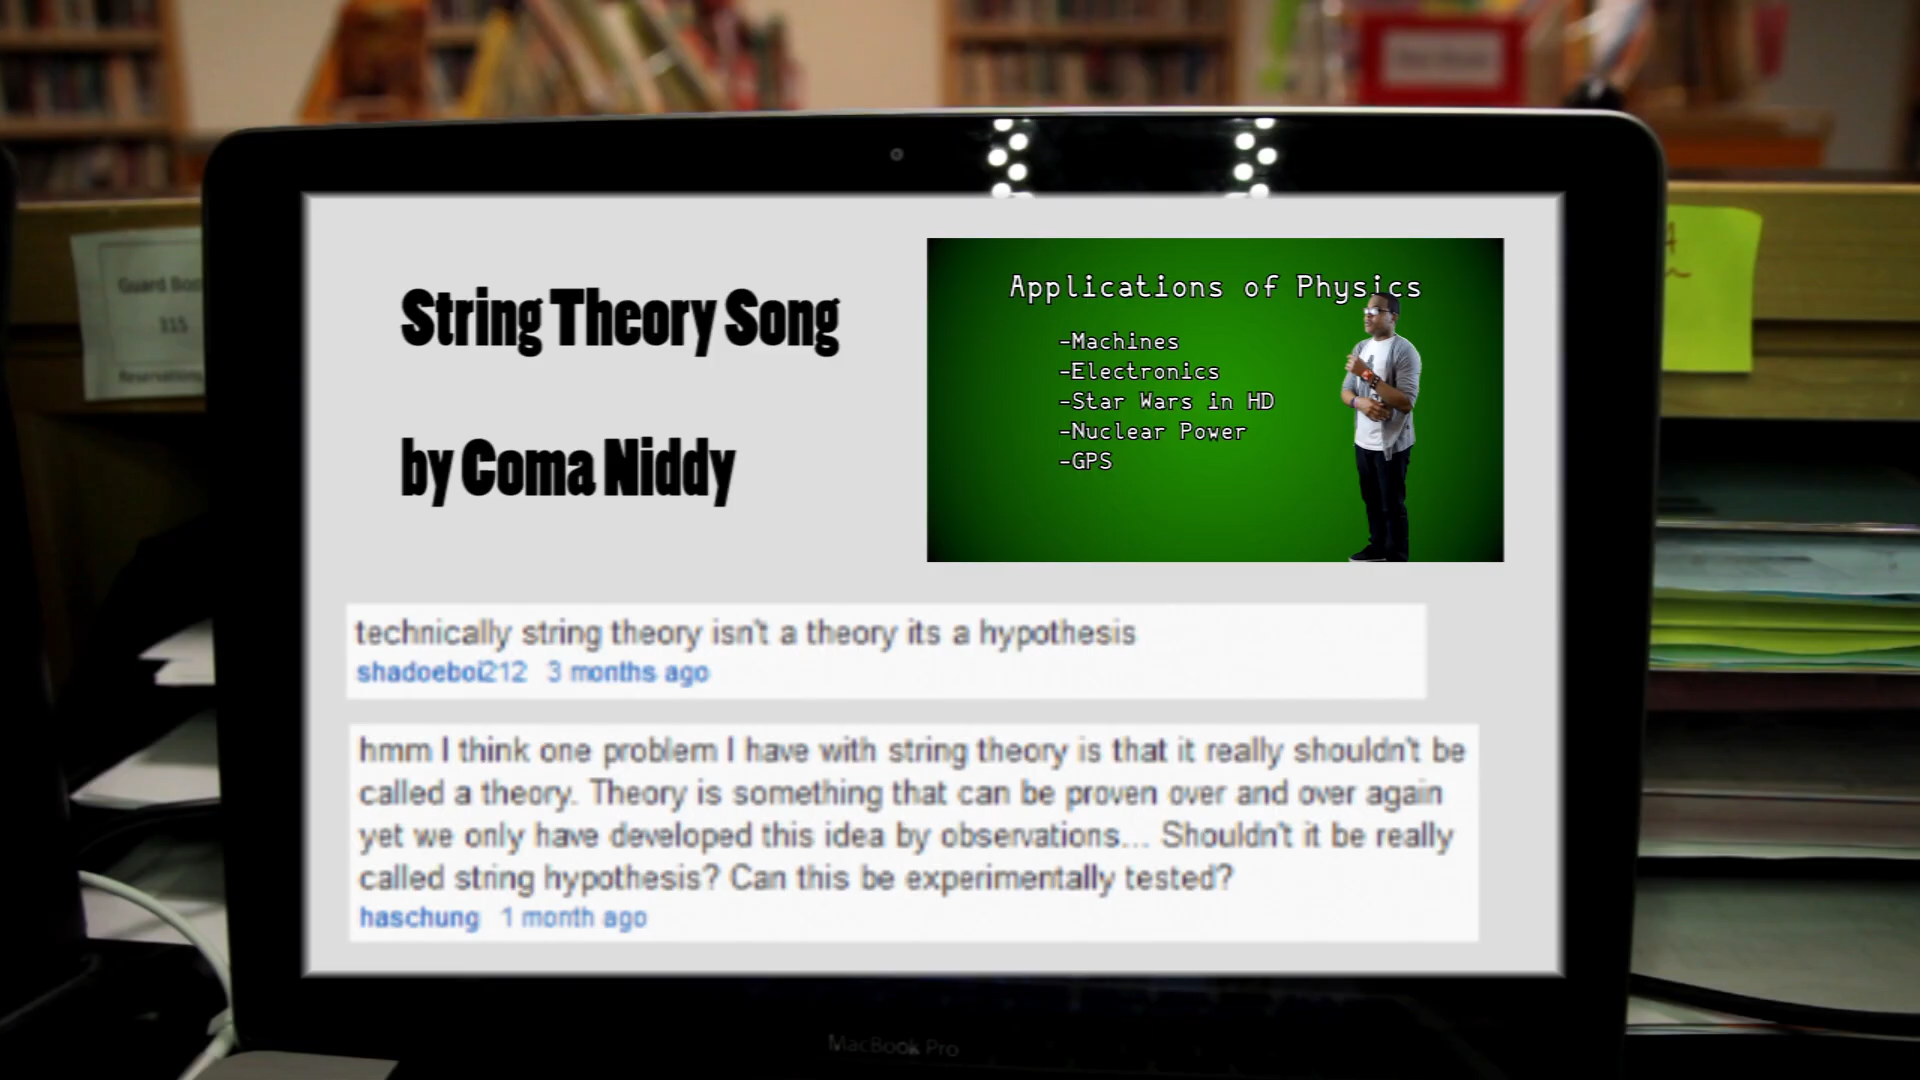 Guard
315
Reservations
String Theory Song
by Coma Niddy
Applications of Physics
-Machines
-Electronics
-Star Wars in HD
-Nuclear Power
-GPS
technically string theory isn't a theory its a hypothesis
shadoeboi212 3 months ago
hmm I think one problem I have with string theory is that it really shouldn't be
called a theory. Theory is something that can be proven over and over again
yet we only have developed this idea by observations... Shouldn't it be really
called string hypothesis? Can this be experimentally tested?
haschung 1 month ago
MacBook Pro